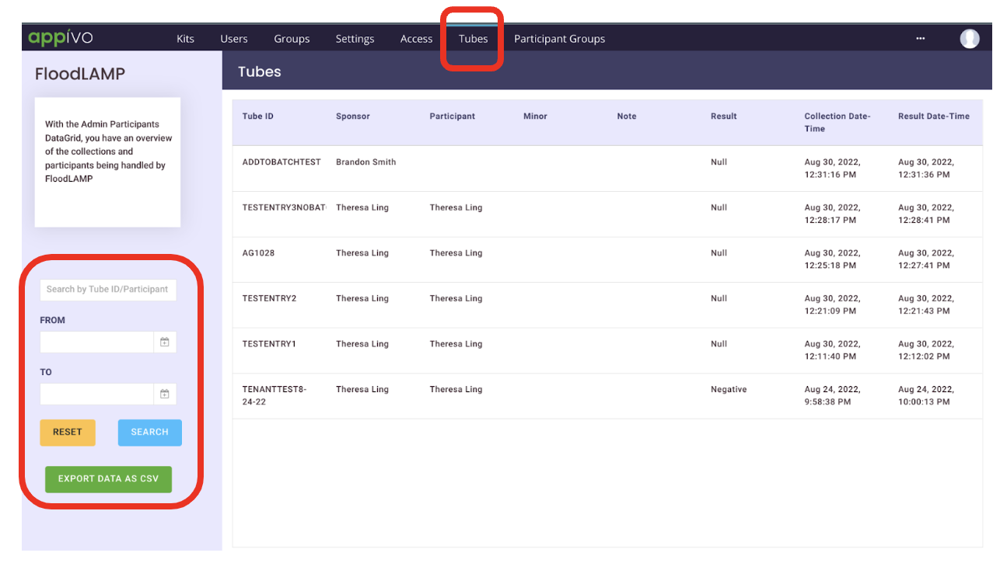 appívo Kits Users Groups Settings Access Tubes Participant Groups ...
FloodLAMP
With the Admin Participants
DataGrid, you have an overview
of the collections and
participants being handled by
FloodLAMP
Search by Tube ID/Participant
FROM
TO
RESET SEARCH
EXPORT DATA AS CSV
Tubes
Tube ID Sponsor Participant Minor Note Result Collection Date- Result Date-Time
Time
ADDTOBATCHTEST Brandon Smith Null Aug 30, 2022, Aug 30, 2022,
12:31:16 PM 12:31:36 PM
TESTENTRY3NOBAT Theresa Ling Theresa Ling Null Aug 30, 2022, Aug 30, 2022,
12:28:17 PM 12:28:41 PM
AG1028 Theresa Ling Theresa Ling Null Aug 30, 2022, Aug 30, 2022,
12:25:18 PM 12:27:41 PM
TESTENTRY2 Theresa Ling Theresa Ling Null Aug 30, 2022, Aug 30, 2022,
12:21:09 PM 12:21:43 PM
TESTENTRY1 Theresa Ling Theresa Ling Null Aug 30, 2022, Aug 30, 2022,
12:11:40 PM 12:12:02 PM
TENANTTEST8- Theresa Ling Theresa Ling Negative Aug 24, 2022, Aug 24, 2022,
24-22 9:58:38 PM 10:00:13 PM